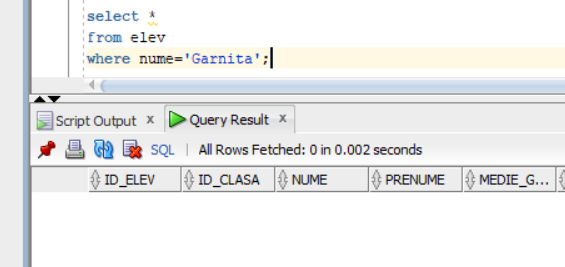 select *
from elev
where nume='Garnita';
Script Output x Query Result x
SQL | All Rows Fetched: 0 in 0.002 seconds
ID_ELEV ID_CLASA NUME PRENUME MEDIE_G...